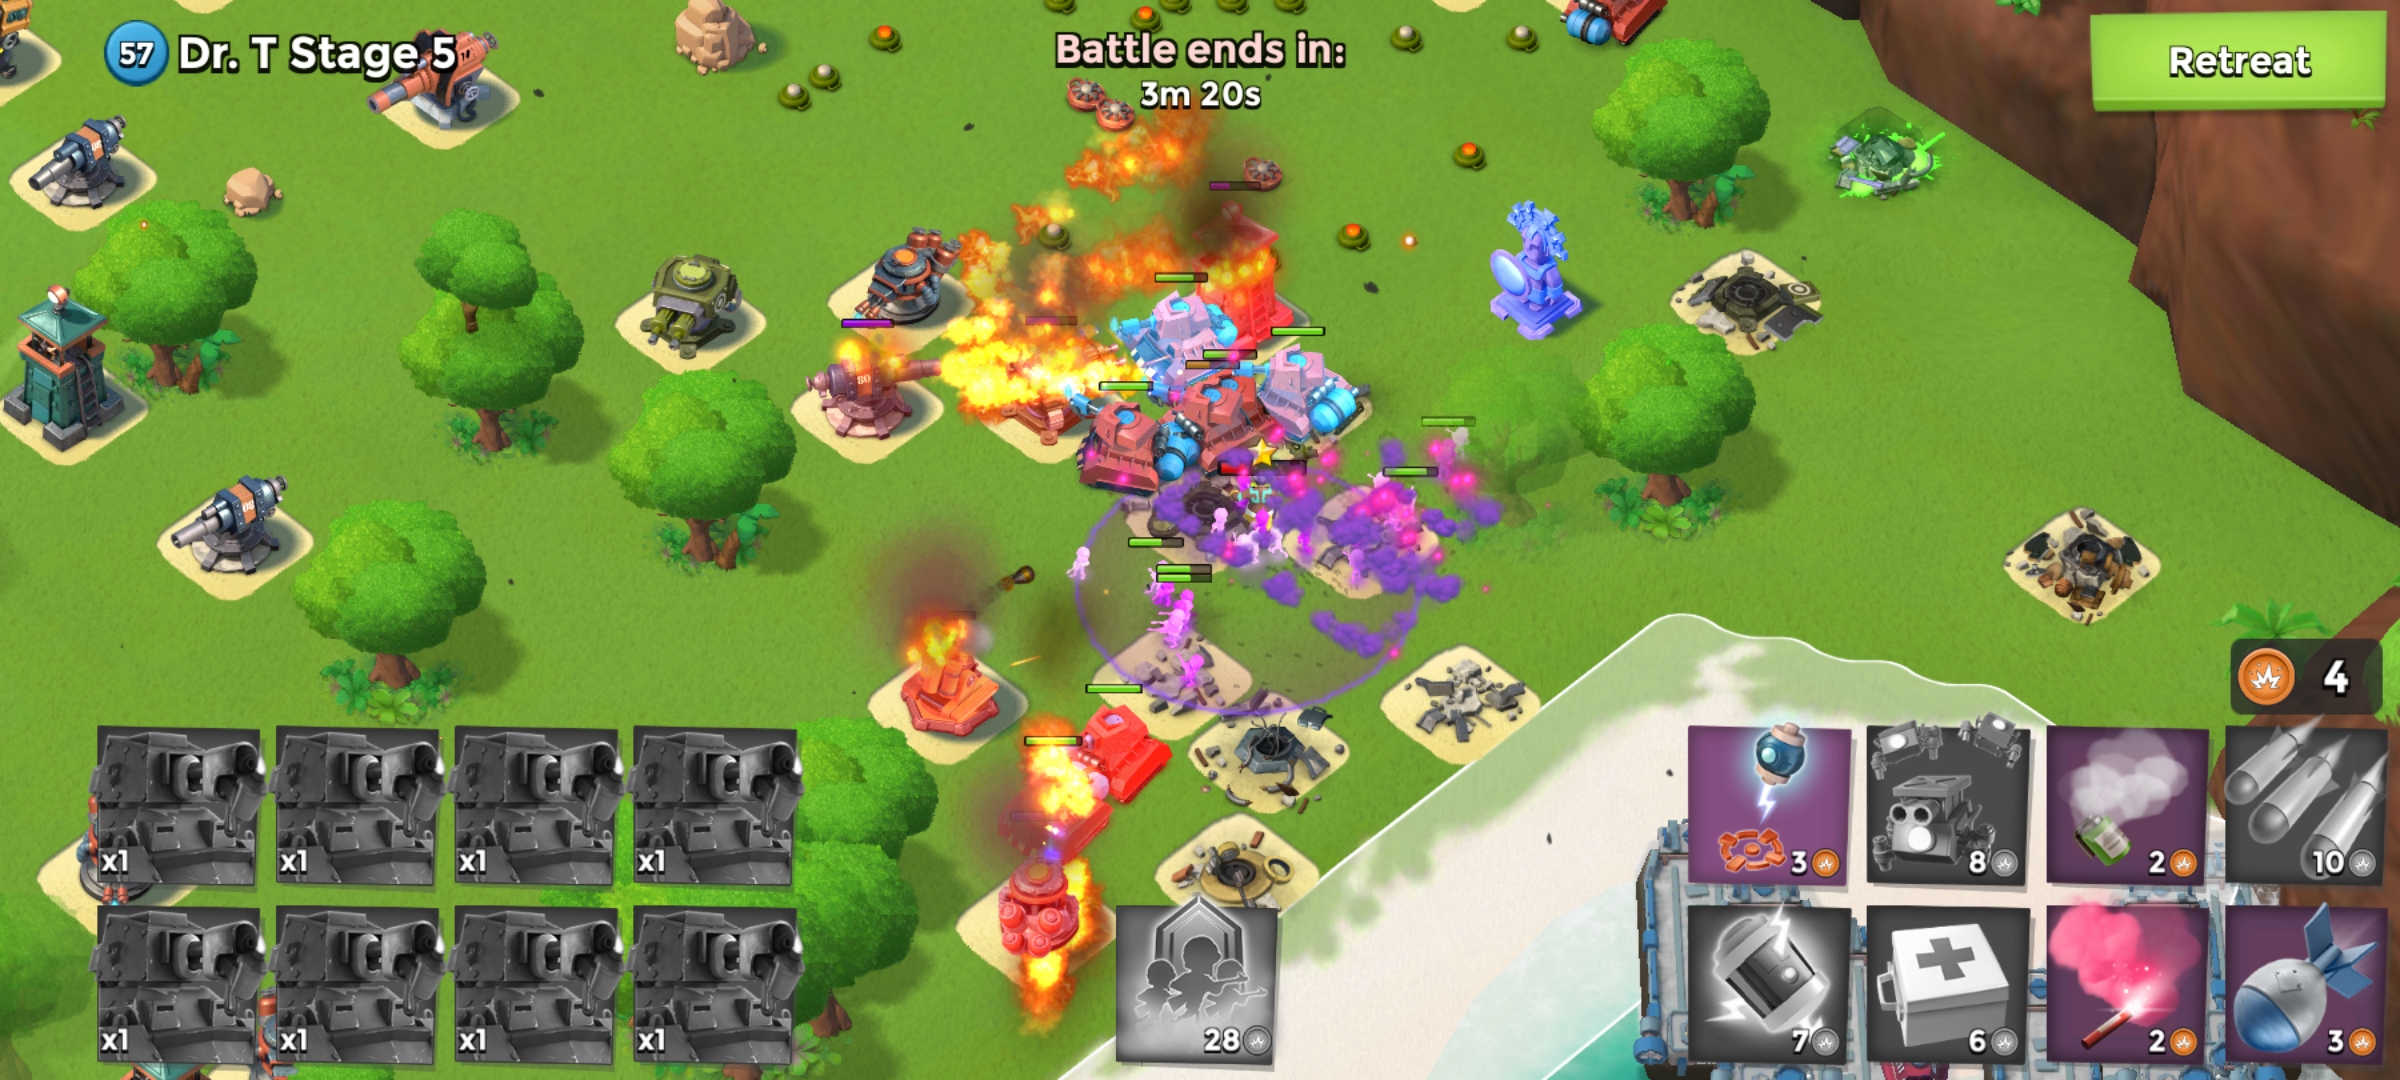 57 Dr. T Stage 5
Battle ends in:
3m 20s
Retreat
4
x1
x1
x1
x1
3
8
2
10
x1
x1
x1
x1
28
7
6
2
3